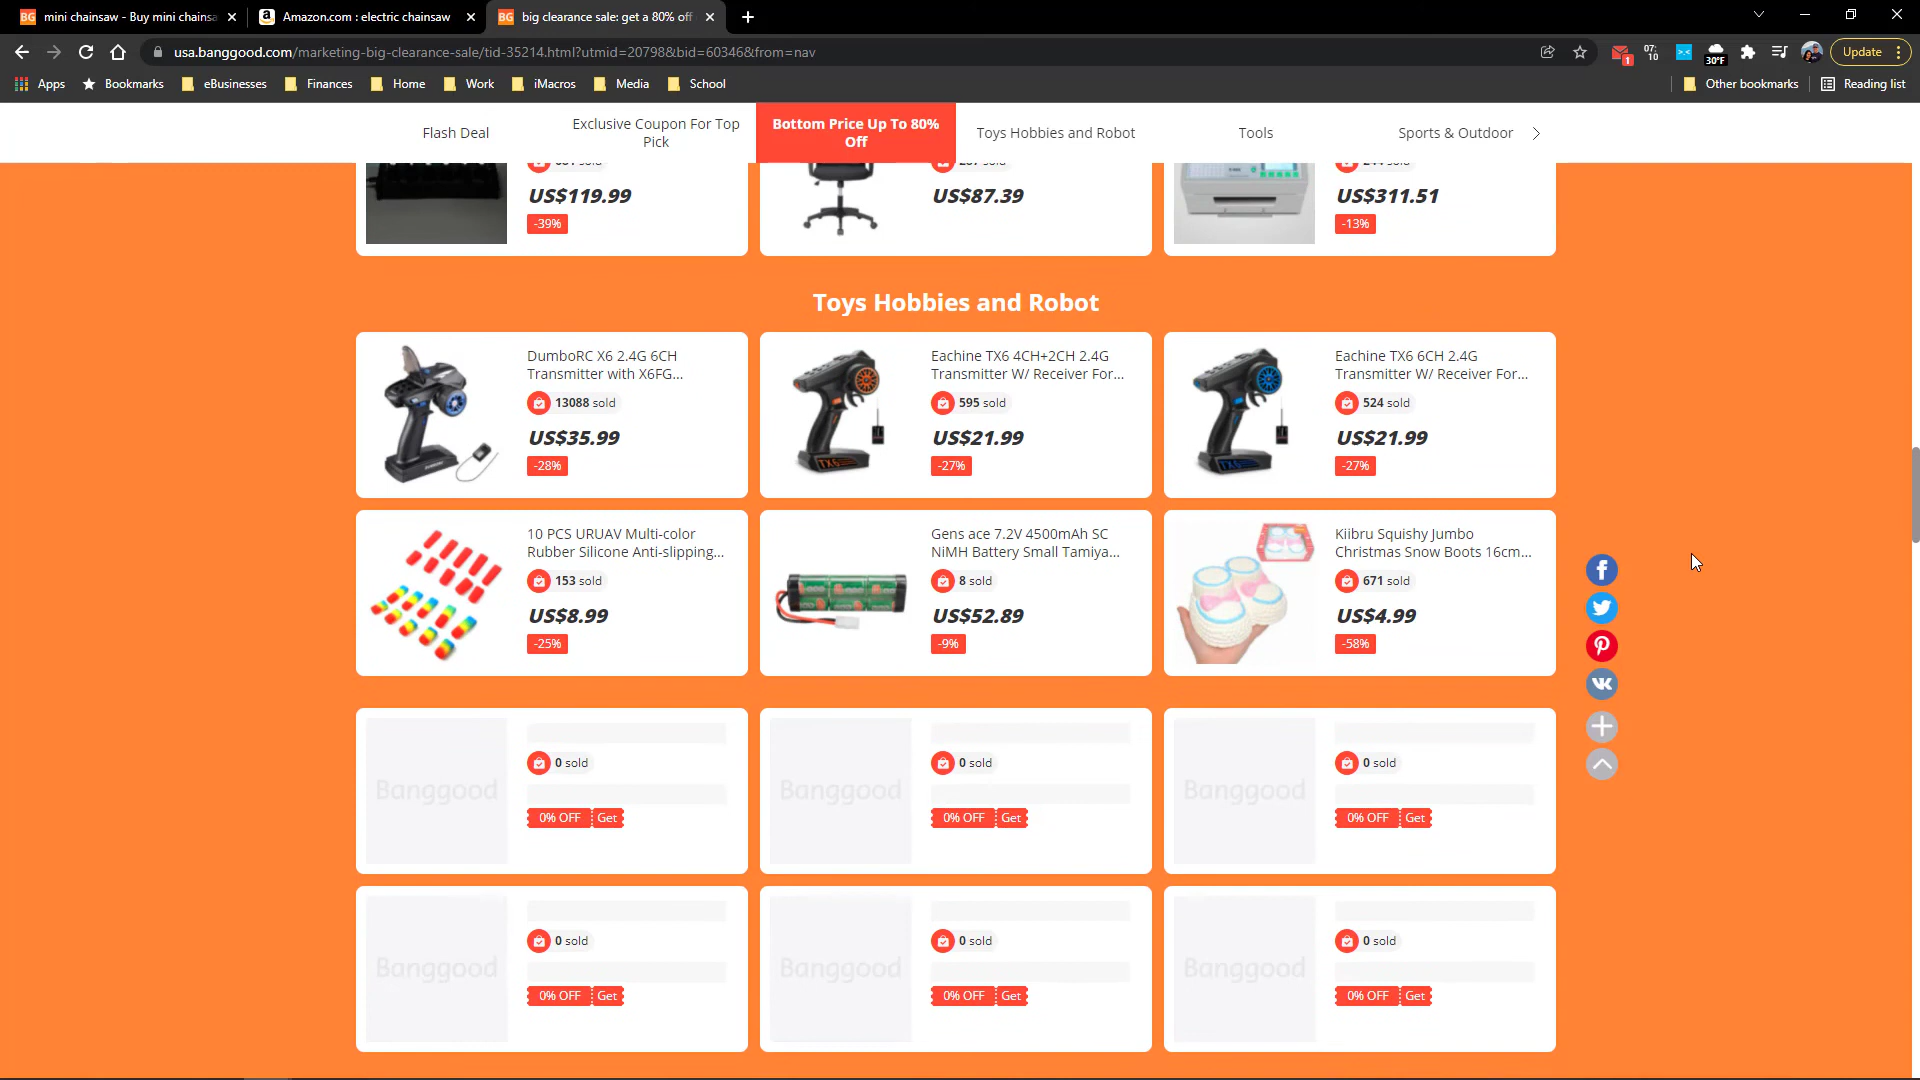 mini chainsaw - Buy mini chainsa
Amazon.com : electric chainsaw
big clearance sale: get a 80% off
usa.banggood.com/marketing-big-clearance-sale/tid-35214.html?utmid=20798&bid=60346&from=nav
1
07:
10
30°F
Update
Apps
Bookmarks
eBusinesses
Finances
Home
Work
iMacros
Media
School
Other bookmarks
Reading list
Flash Deal
Exclusive Coupon For Top
Pick
Bottom Price Up To 80%
Off
Toys Hobbies and Robot
Tools
Sports & Outdoor
US$119.99
-39%
US$87.39
US$311.51
-13%
Toys Hobbies and Robot
DumboRC X6 2.4G 6CH
Transmitter with X6FG...
13088 sold
US$35.99
-28%
Eachine TX6 4CH+2CH 2.4G
Transmitter W/ Receiver For...
595 sold
US$21.99
-27%
Eachine TX6 6CH 2.4G
Transmitter W/ Receiver For...
524 sold
US$21.99
-27%
10 PCS URUAV Multi-color
Rubber Silicone Anti-slipping...
153 sold
US$8.99
-25%
Gens ace 7.2V 4500mAh SC
NiMH Battery Small Tamiya...
8 sold
US$52.89
-9%
Kiibru Squishy Jumbo
Christmas Snow Boots 16cm...
671 sold
US$4.99
-58%
Banggood
0 sold
0% OFF Get
Banggood
0 sold
0% OFF Get
Banggood
0 sold
0% OFF Get
Banggood
0 sold
0% OFF Get
Banggood
0 sold
0% OFF Get
Banggood
0 sold
0% OFF Get